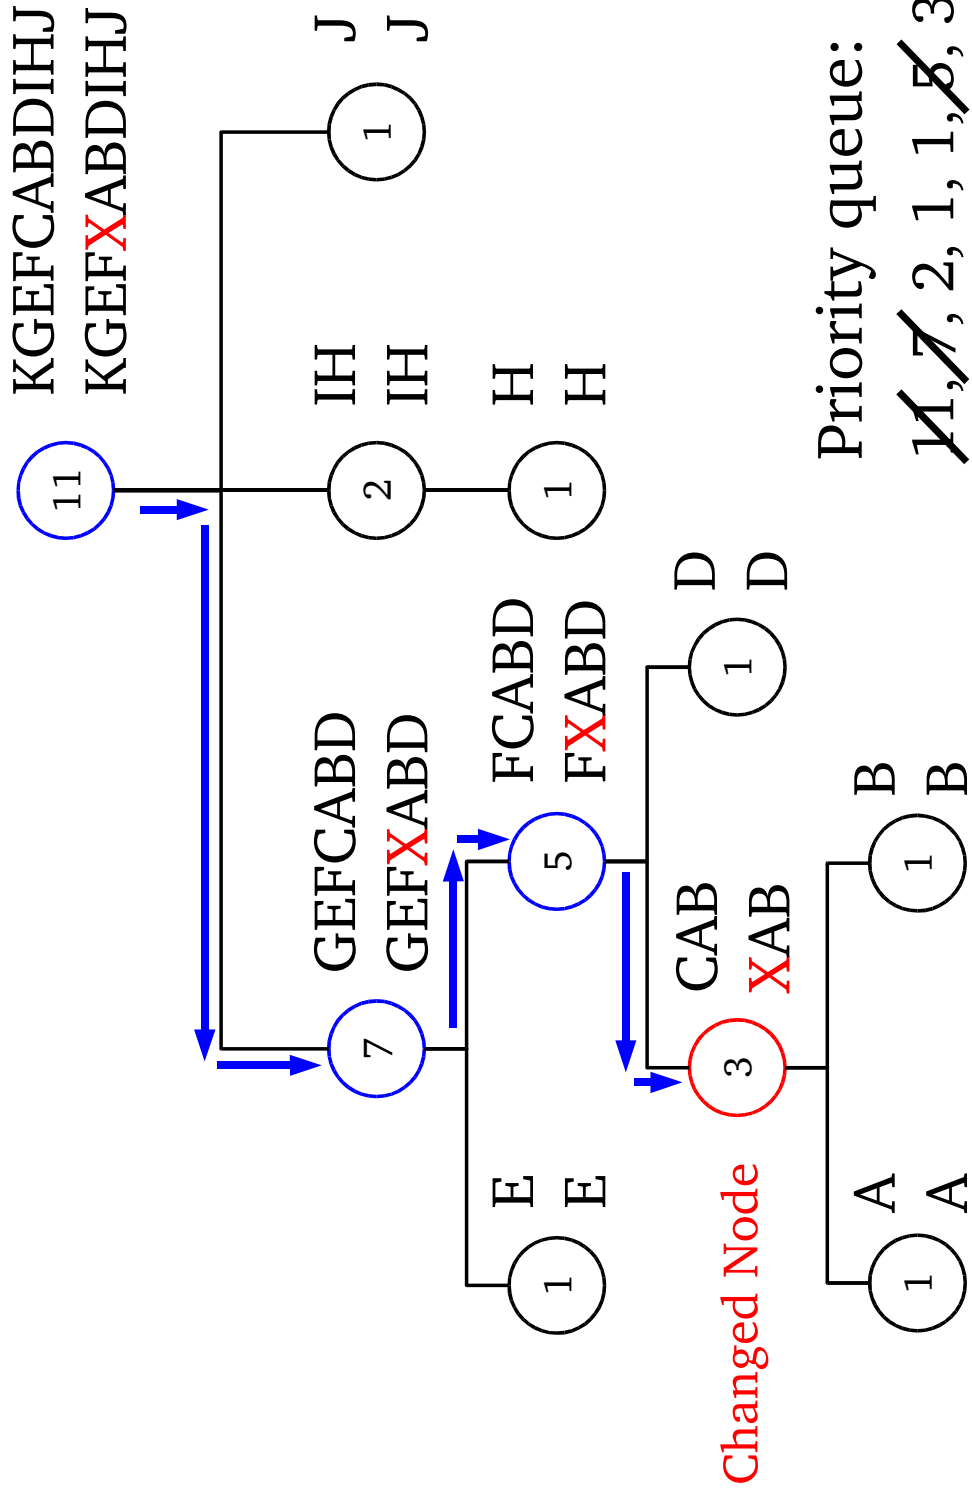 11
KGEFCABDIHJ
KGEFXABDIHJ
7
GEFCABD
GEFXABD
2
IH
IH
1
J
J
1
E
E
5
FCABD
FXABD
1
H
H
Changed Node
3
CAB
XAB
1
D
D
1
A
A
1
B
B
Priority queue:
11, 7, 2, 1, 1, 5, 3